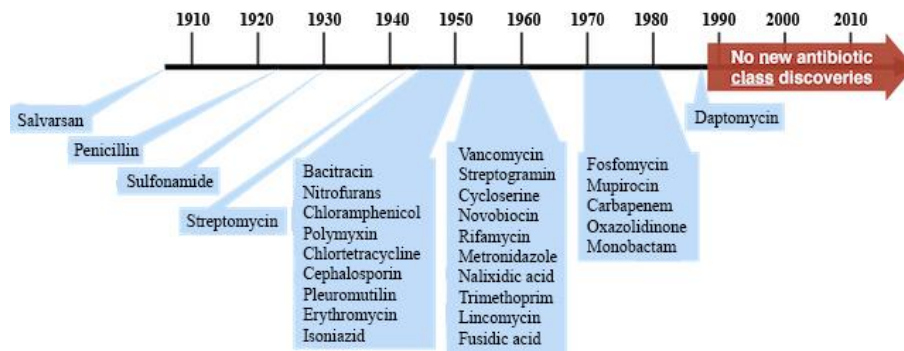 1910 1920 1930 1940 1950 1960 1970 1980 1990 2000 2010
No new antibiotic
class discoveries
Salvarsan
Penicillin
Sulfonamide
Streptomycin
Bacitracin
Nitrofurans
Chloramphenicol
Polymyxin
Chlortetracycline
Cephalosporin
Pleuromutilin
Erythromycin
Isoniazid
Vancomycin
Streptogramin
Cycloserine
Novobiocin
Rifamycin
Metronidazole
Nalixidic acid
Trimethoprim
Lincomycin
Fusidic acid
Fosfomycin
Mupirocin
Carbapenem
Oxazolidinone
Monobactam
Daptomycin